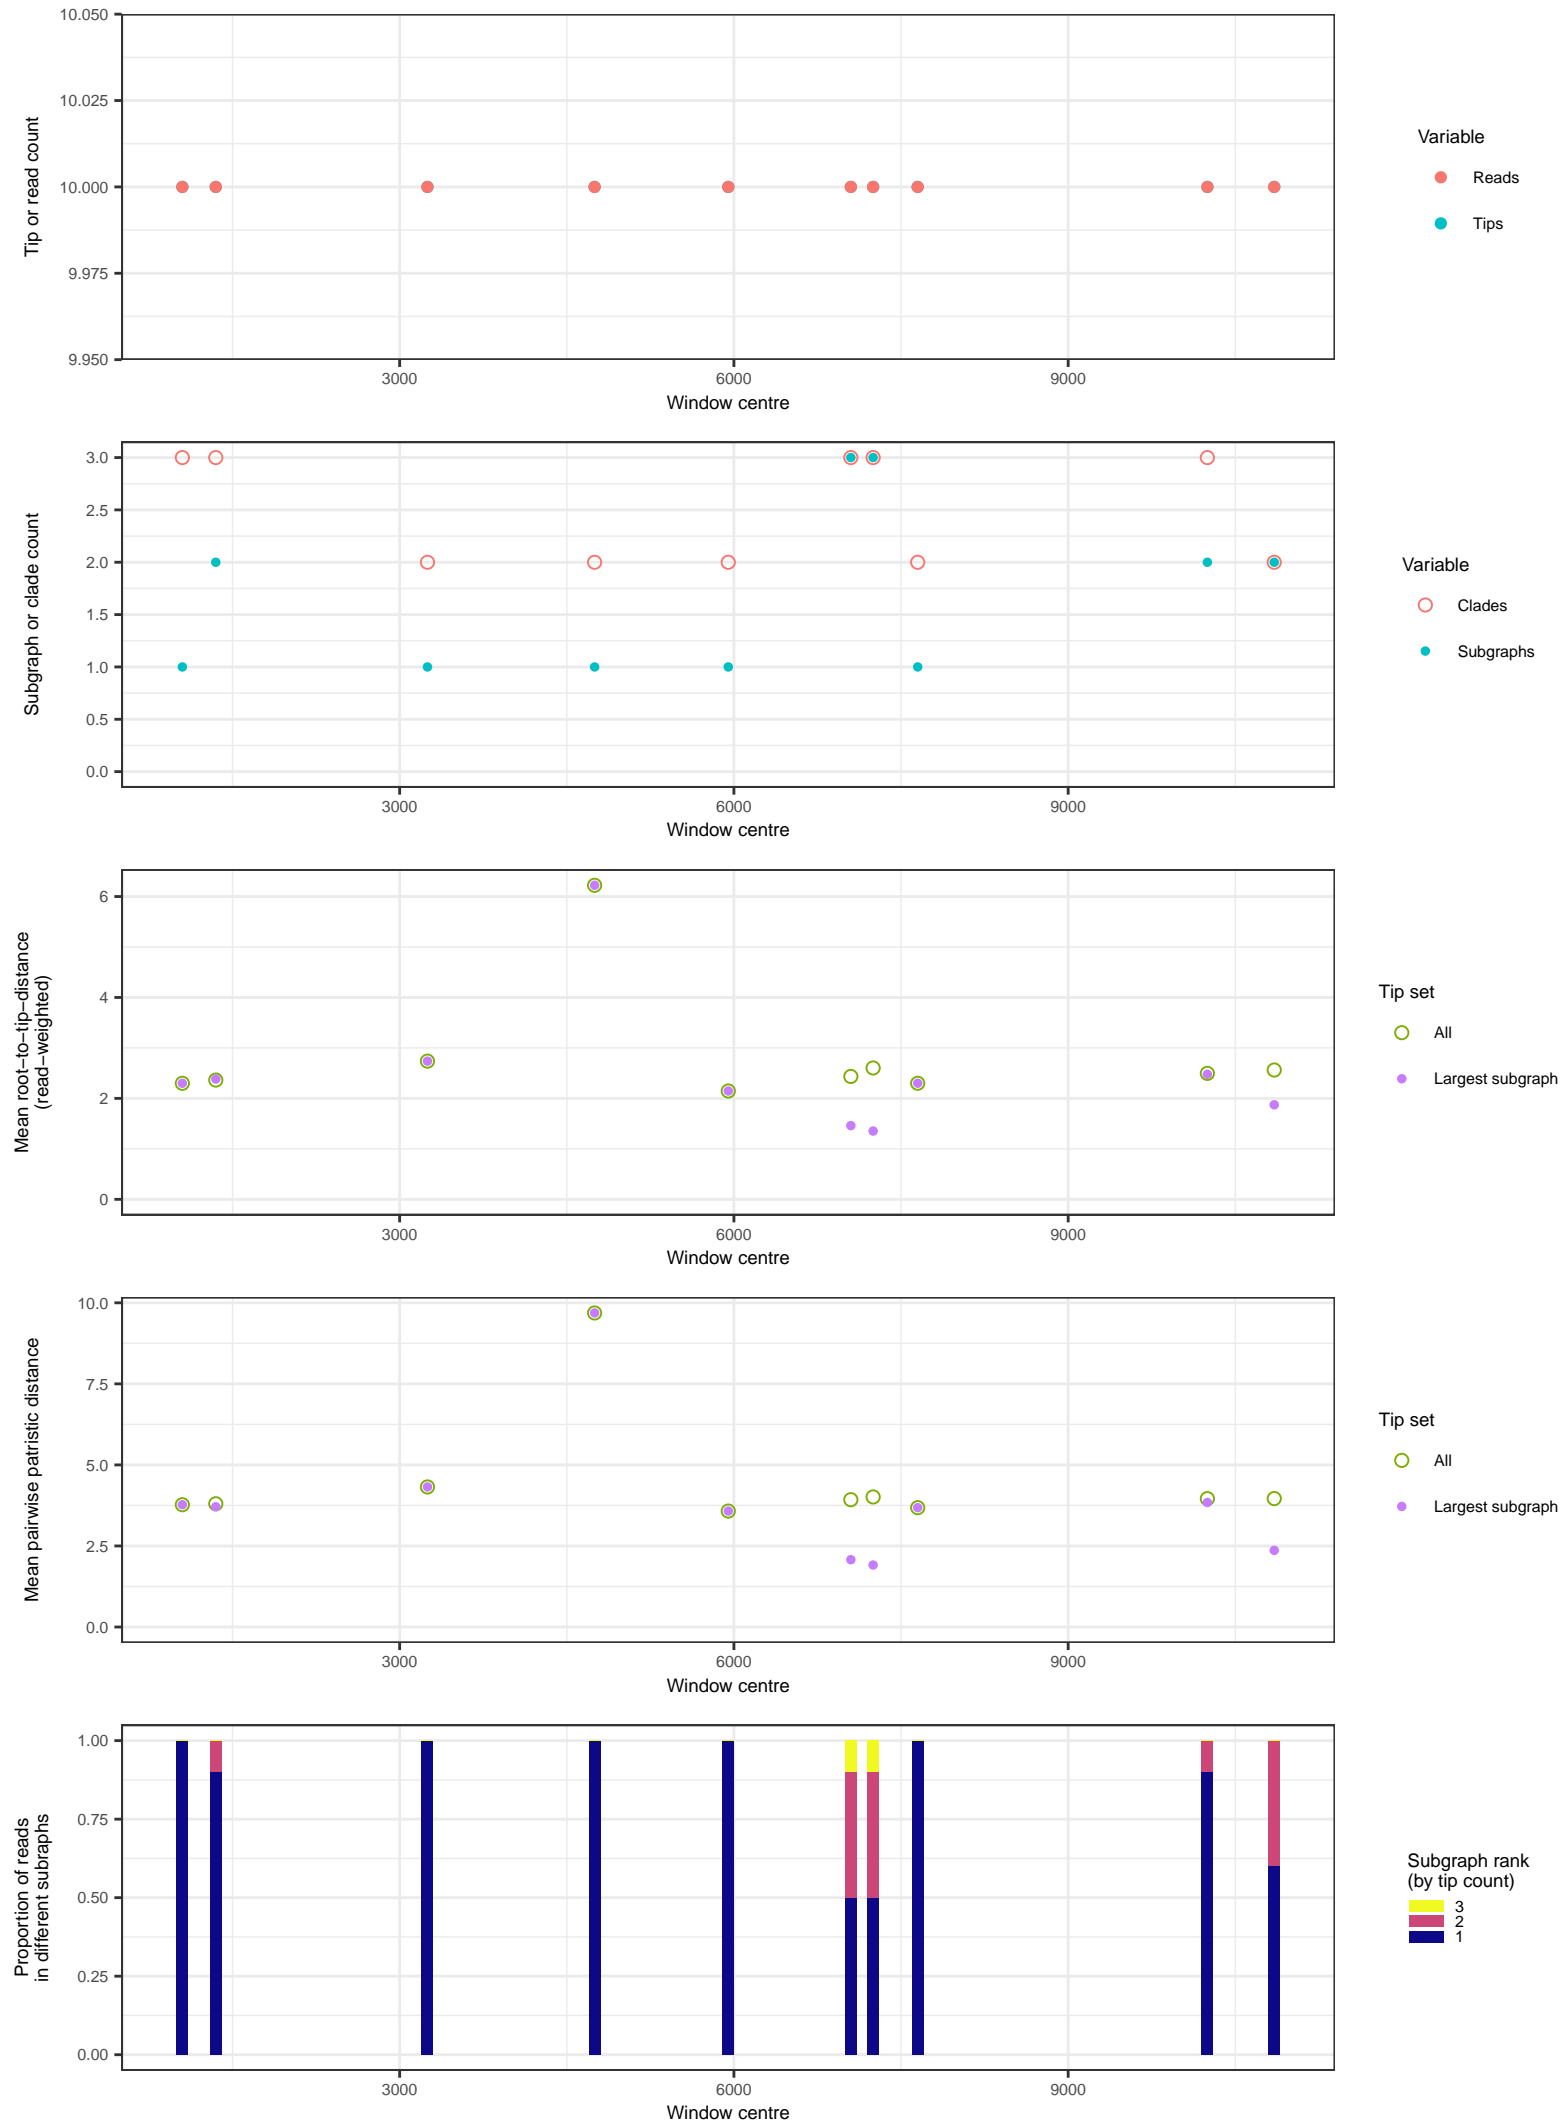 10.050
10.025
10.000
9.975
9.950
Tip or read count
3000
6000
9000
Window centre
Variable
Reads
Tips
3.0
2.5
2.0
1.5
1.0
0.5
0.0
Subgraph or clade count
3000
6000
9000
Window centre
Variable
Clades
Subgraphs
6
4
2
0
Mean root−to−tip−distance
(read−weighted)
3000
6000
9000
Window centre
Tip set
All
Largest subgraph
10.0
7.5
5.0
2.5
0.0
Mean pairwise patristic distance
3000
6000
9000
Window centre
Tip set
All
Largest subgraph
1.00
0.75
0.50
0.25
0.00
Proportion of reads
in different subraphs
3000
6000
9000
Window centre
Subgraph rank
(by tip count)
3
2
1